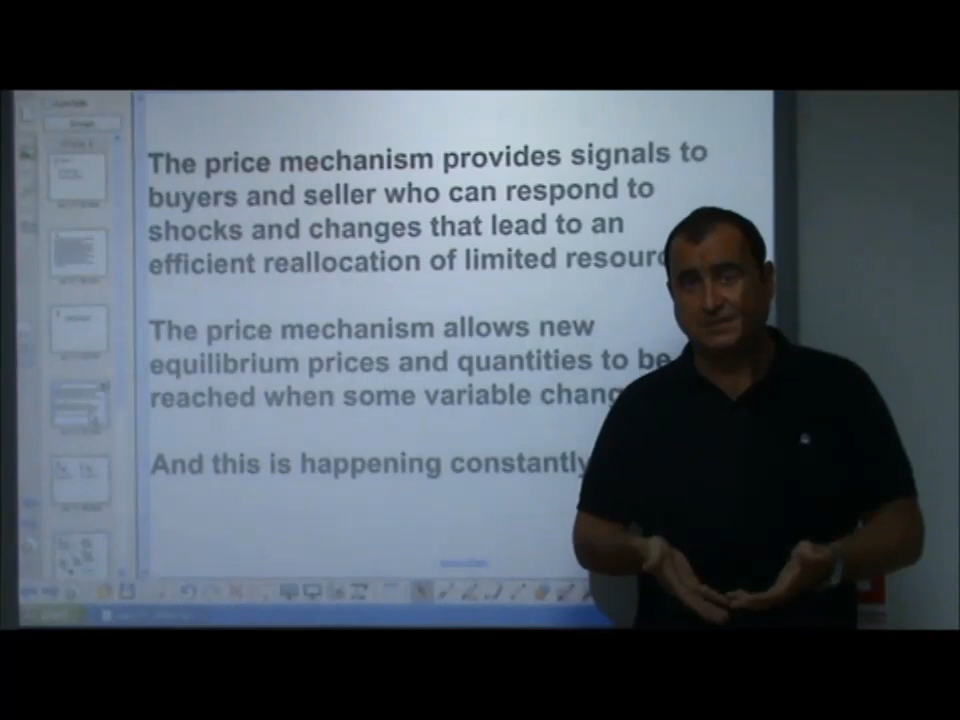 The price mechanism provides signals to
buyers and seller who can respond to
shocks and changes that lead to an
efficient reallocation of limited
The price mechanism allows new
equilibrium prices and quantities to be
reached when some variable
And this is happening constantly